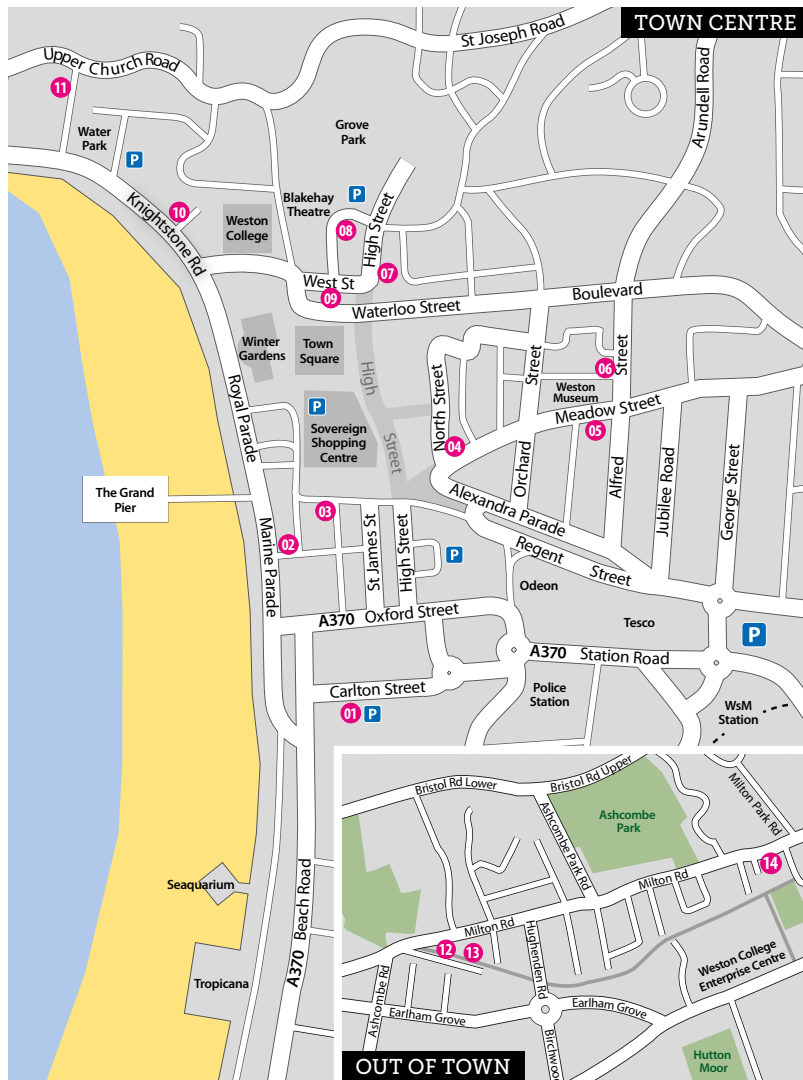 TOWN CENTRE
St Joseph Road
Upper Church Road
Arundell Road
11
Water
Park
P
Grove
Park
P
Blakehay
Theatre
10
Knightstone Rd
Weston
College
08
High Street
07
West St
09
Waterloo Street
Boulevard
Winter
Gardens
Town
Square
High
Street
North Street
Street
06
Street
Weston
Museum
Meadow Street
Royal Parade
P
Sovereign
Shopping
Centre
04
05
Orchard
Alfred
Jubilee Road
George Street
The Grand
Pier
03
Alexandra Parade
02
Marine Parade
St James St
High Street
P
Regent Street
Odeon
A370 Oxford Street
Tesco
P
A370 Station Road
Carlton Street
01
P
Police
Station
WsM
Station
Bristol Rd Lower
Bristol Rd Upper
Milton Park Rd
Ashcombe Park Rd
Ashcombe
Park
14
Milton Rd
Seaquarium
A370 Beach Road
Milton Rd
12
13
Hughenden Rd
Weston College
Enterprise Centre
Tropicana
Ashcombe Rd
Earlham Grove
Earlham Grove
Birchwood
Hutton
Moor
OUT OF TOWN